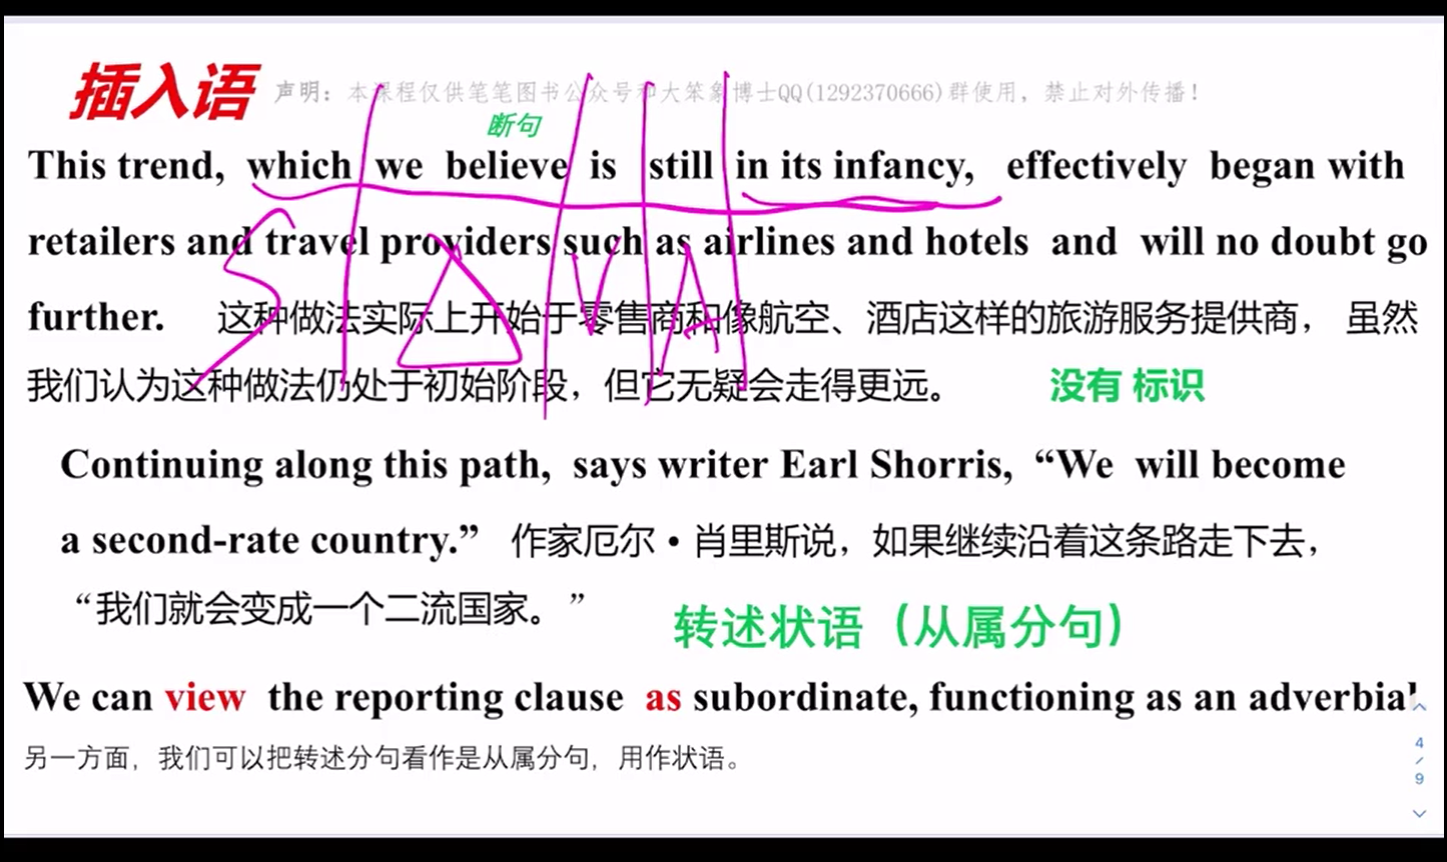 插入语 声明：本课程仅供笔笔图书公众号和大笨象博士QQ(1292370666)群使用，禁止对外传播！
断句
This trend, which we believe is still in its infancy, effectively began with
retailers and travel providers such as airlines and hotels and will no doubt go
further. 这种做法实际上开始于零售商和像航空、酒店这样的旅游服务提供商， 虽然
我们认为这种做法仍处于初始阶段，但它无疑会走得更远。 没有 标识
S △ V A
Continuing along this path, says writer Earl Shorris, “We will become
a second-rate country.” 作家厄尔·肖里斯说，如果继续沿着这条路走下去，
“我们就会变成一个二流国家。”
转述状语（从属分句）
We can view the reporting clause as subordinate, functioning as an adverbial
另一方面，我们可以把转述分句看作是从属分句，用作状语。
4
/
9